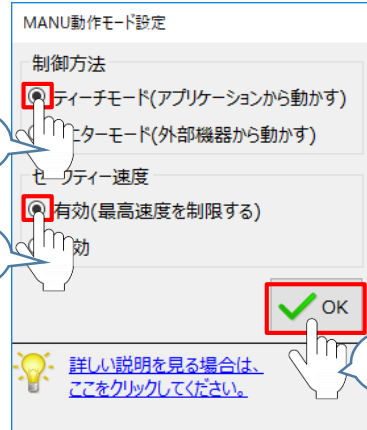 MANU動作モード設定
制御方法
ティーチモード(アプリケーションから動かす)
ニターモード(外部機器から動かす)
セ リティー速度
有効(最高速度を制限する)
効
OK
詳しい説明を見る場合は、
ここをクリックしてください。